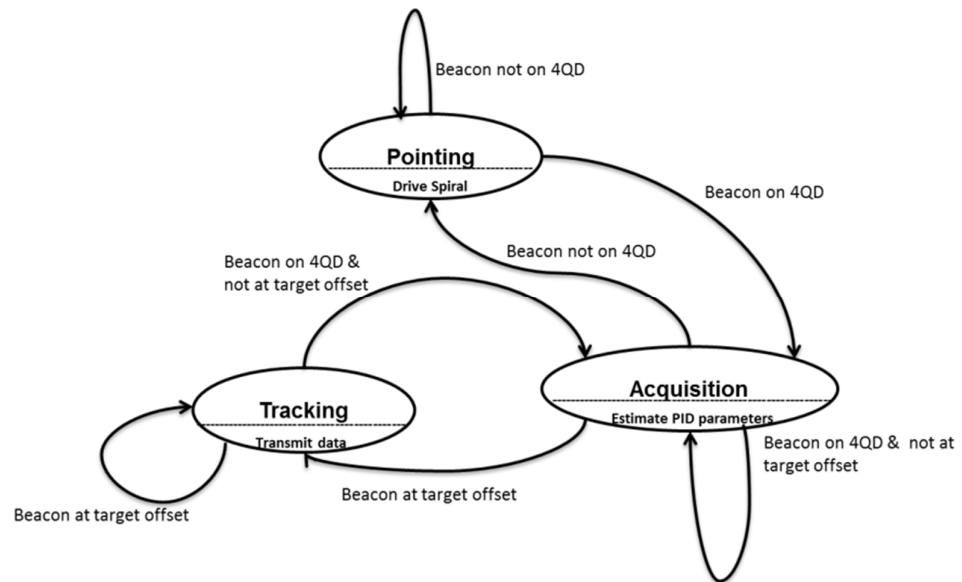 Beacon not on 4QD
Pointing
Drive Spiral
Beacon on 4QD
Beacon not on 4QD
Beacon on 4QD &
not at target offset
Tracking
Transmit data
Acquisition
Estimate PID parameters
Beacon on 4QD & not at
target offset
Beacon at target offset
Beacon at target offset